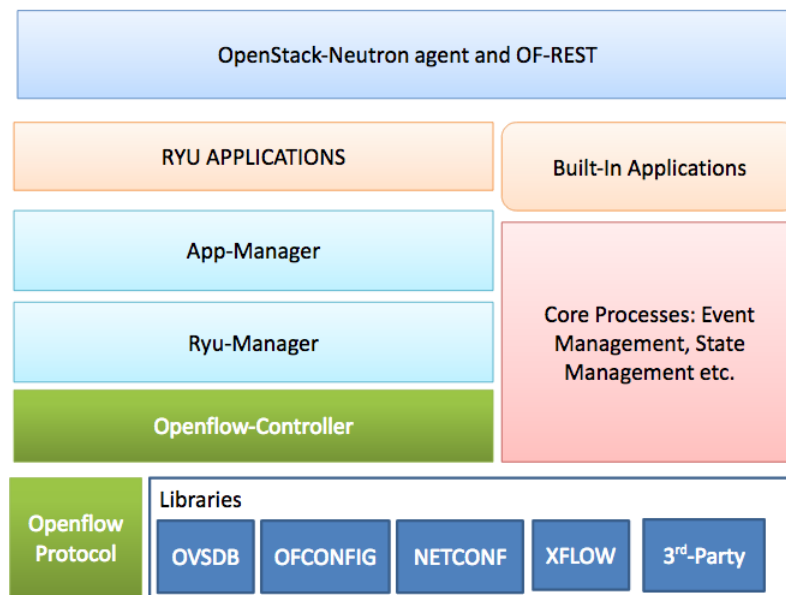 OpenStack-Neutron agent and OF-REST
RYU APPLICATIONS
Built-In Applications
App-Manager
Ryu-Manager
Core Processes: Event
Management, State
Management etc.
Openflow-Controller
Openflow
Protocol
Libraries
OVSDB
OFCONFIG
NETCONF
XFLOW
3rd-Party